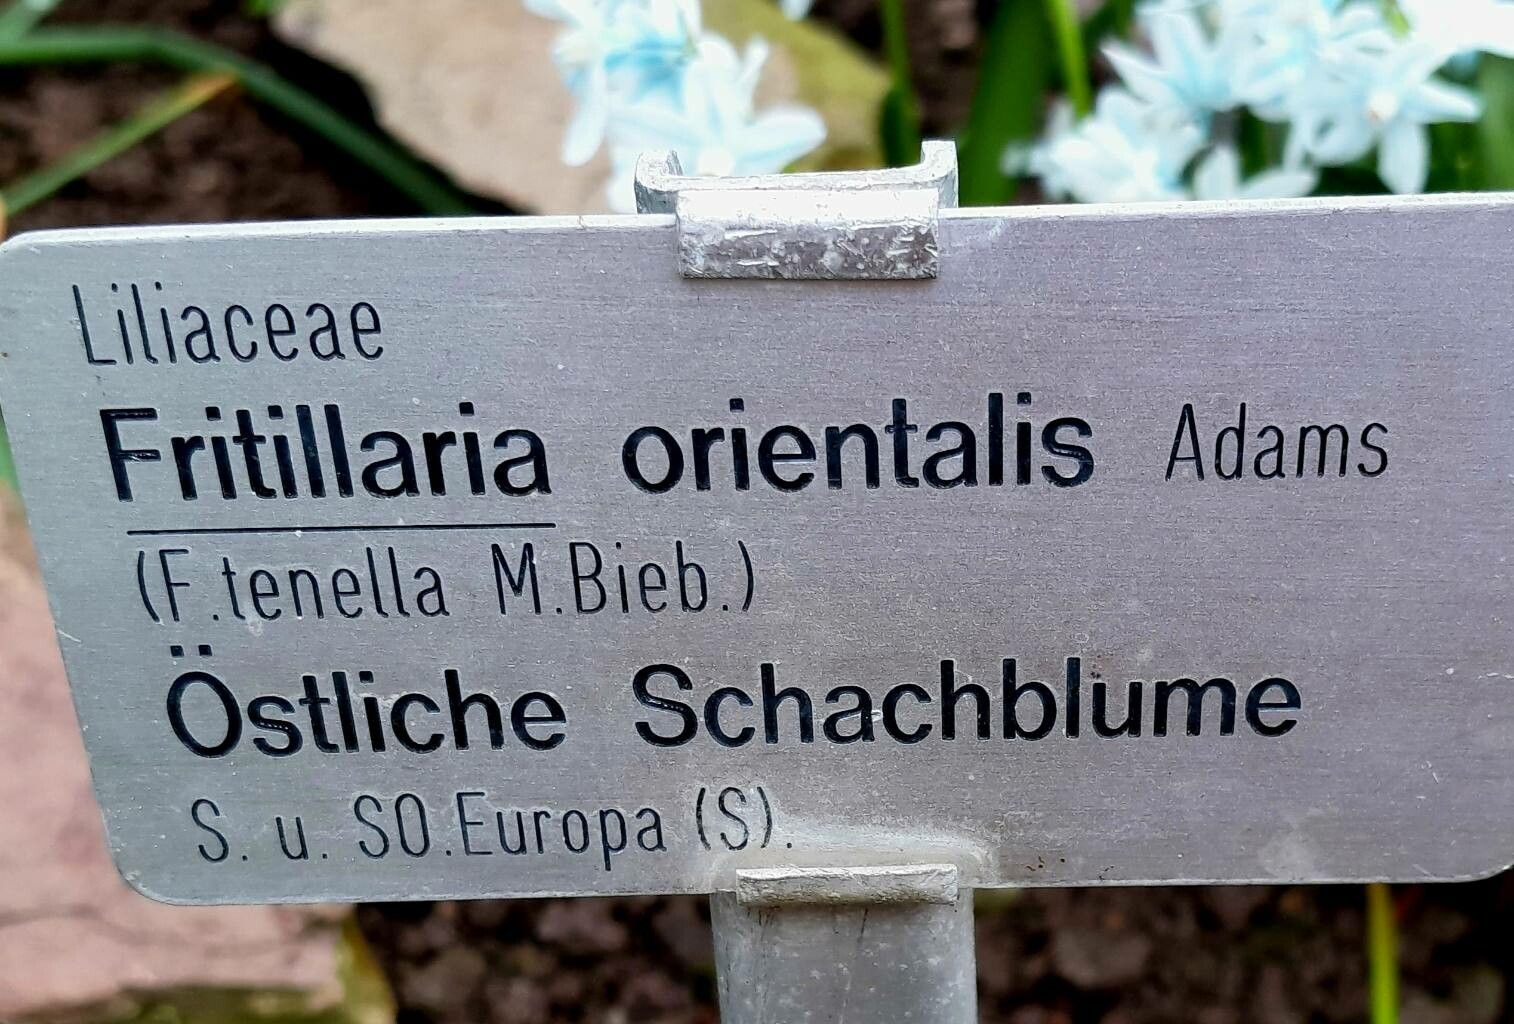 Liliaceae
Fritillaria orientalis Adams
(F.tenella M.Bieb.)
Östliche Schachblume
S. u. SO.Europa (S).